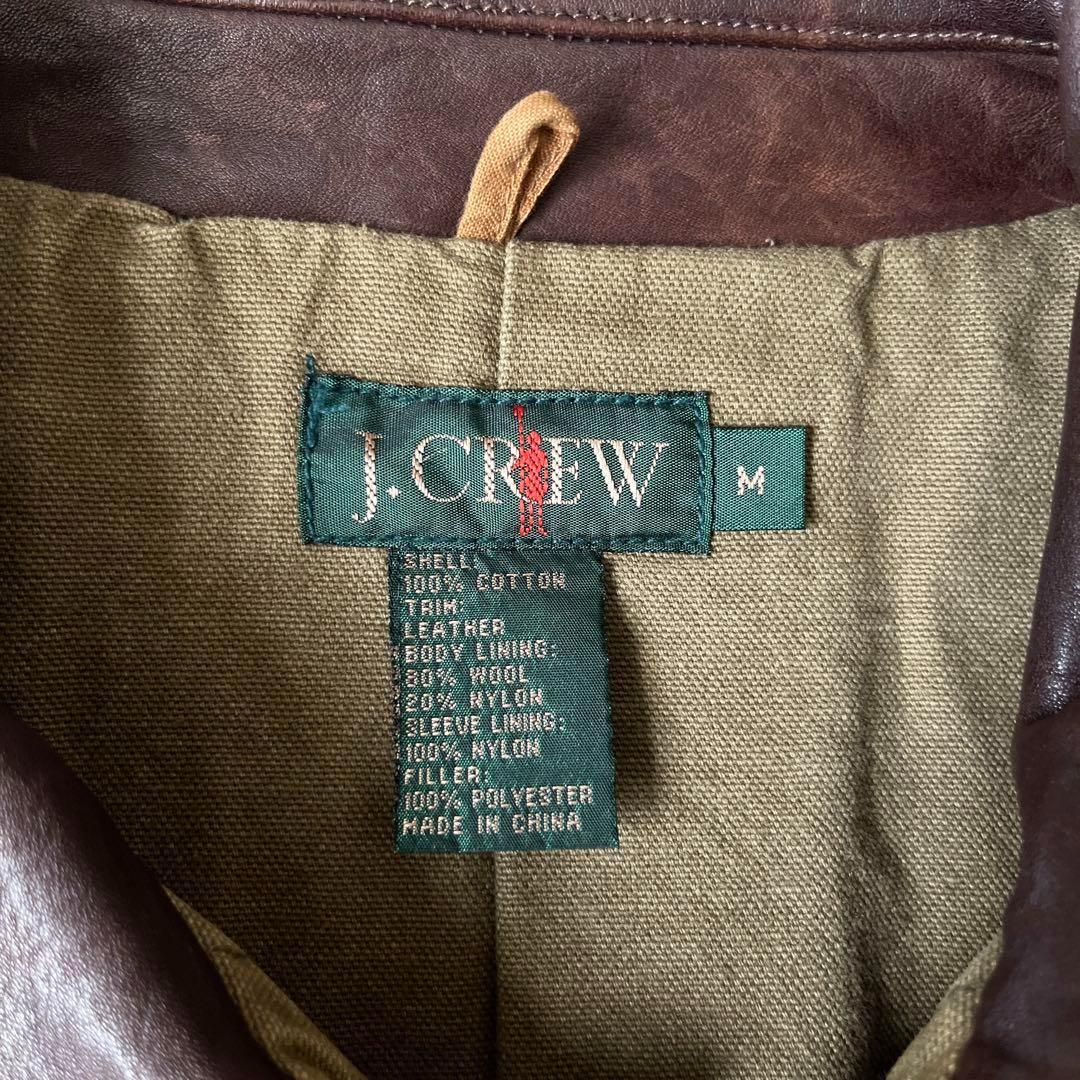 J.CREW
M
SHELL:
100% COTTON
TRIM:
LEATHER
BODY LINING:
80% WOOL
20% NYLON
SLEEVE LINING:
100% NYLON
FILLER:
100% POLYESTER
MADE IN CHINA